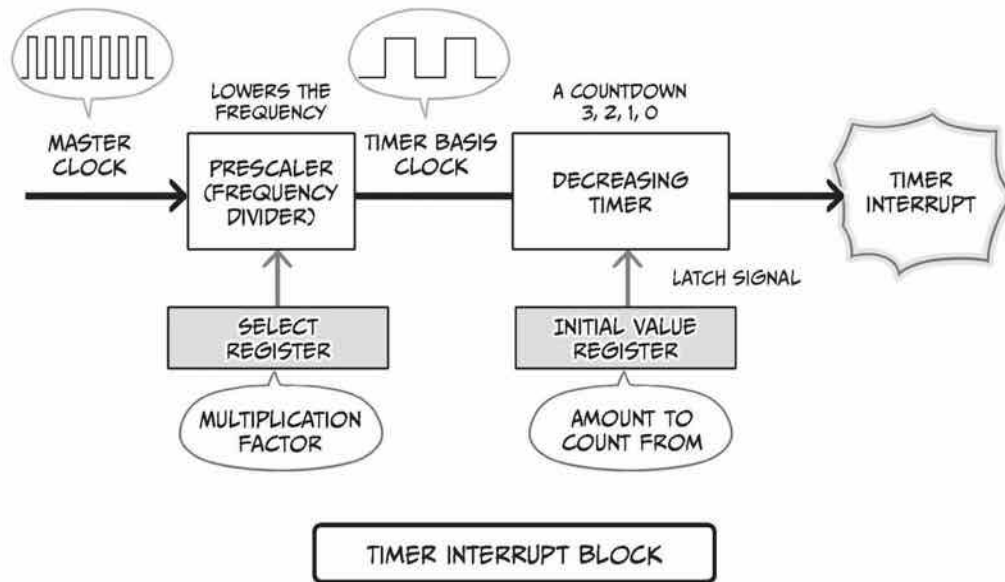 LOWERS THE
FREQUENCY
A COUNTDOWN
3, 2, 1, 0
MASTER
CLOCK
PRESCALER
(FREQUENCY
DIVIDER)
TIMER BASIS
CLOCK
DECREASING
TIMER
TIMER
INTERRUPT
LATCH SIGNAL
SELECT
REGISTER
INITIAL VALUE
REGISTER
MULTIPLICATION
FACTOR
AMOUNT TO
COUNT FROM
TIMER INTERRUPT BLOCK